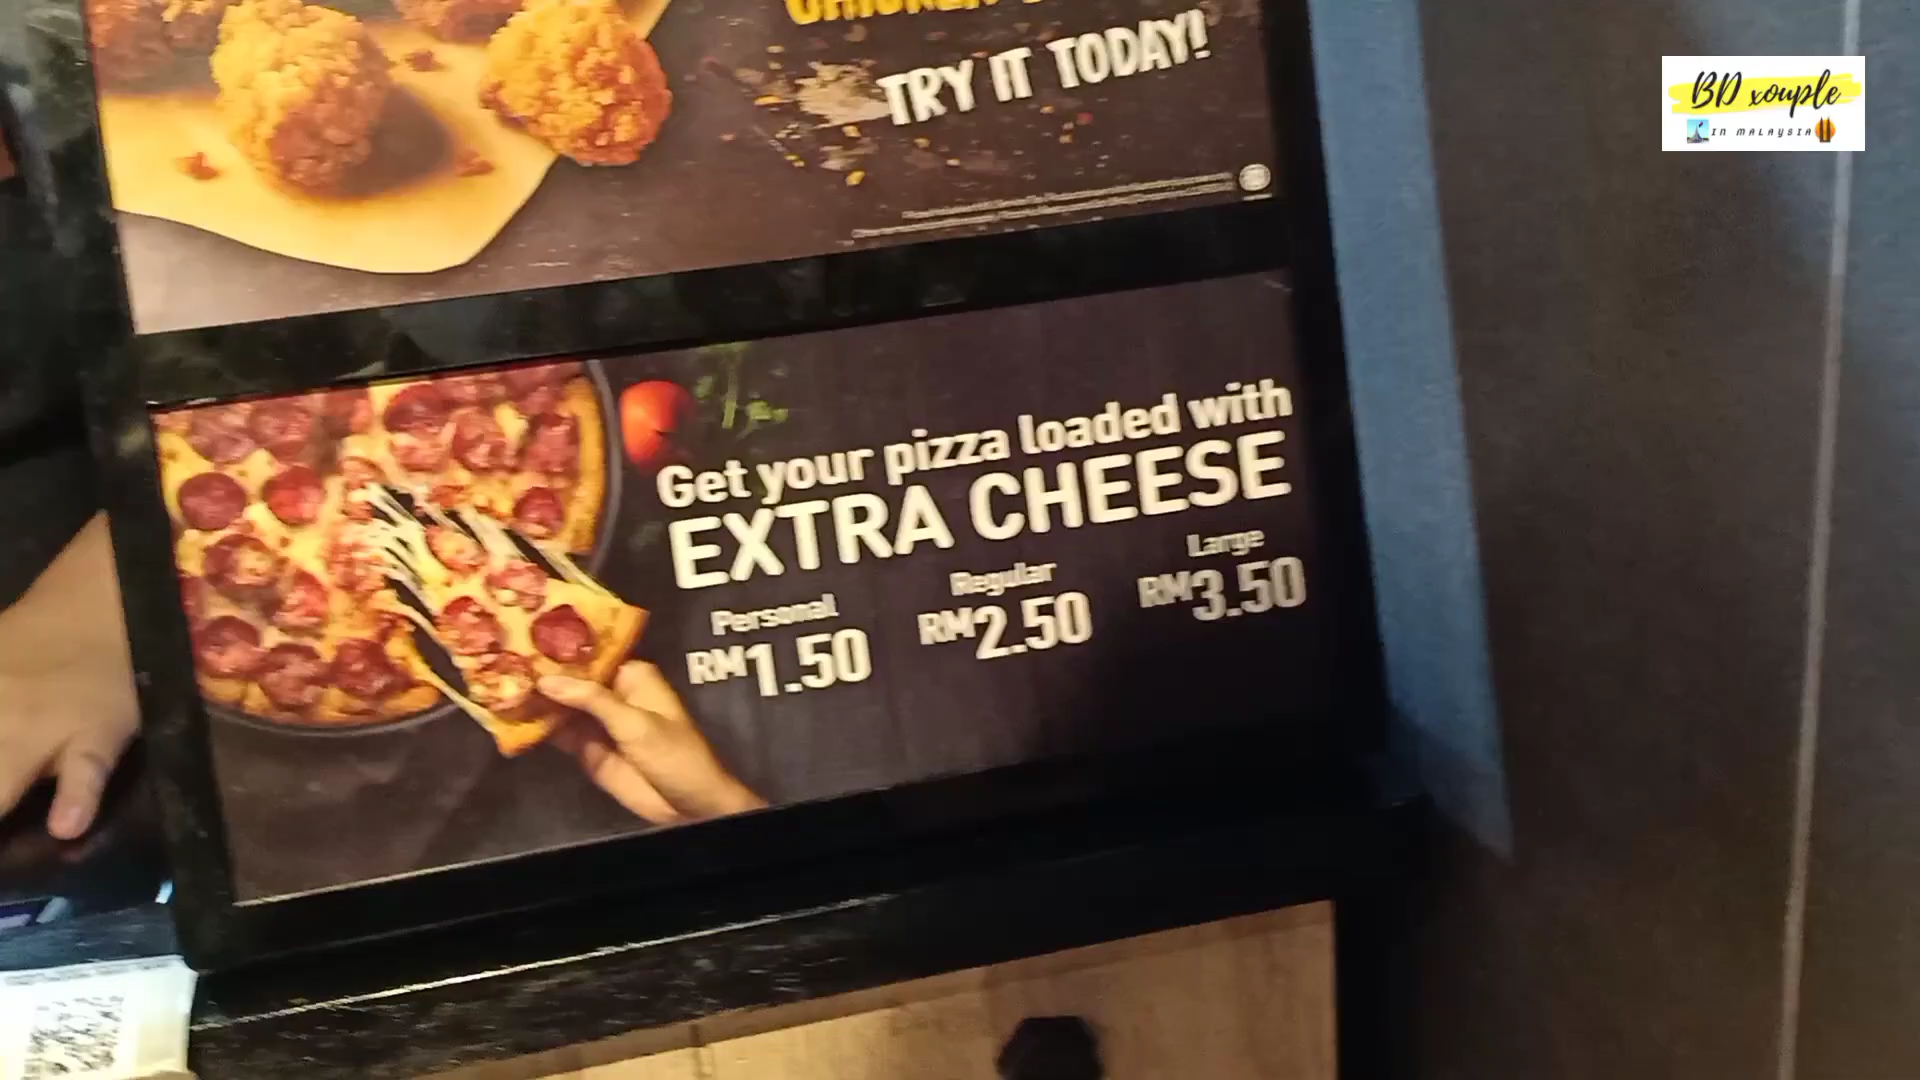 CHICKEN
TRY IT TODAY!
BD xouple
IN MALAYSIA
Get your pizza loaded with
EXTRA CHEESE
Personal
RM1.50
Regular
RM2.50
Large
RM3.50